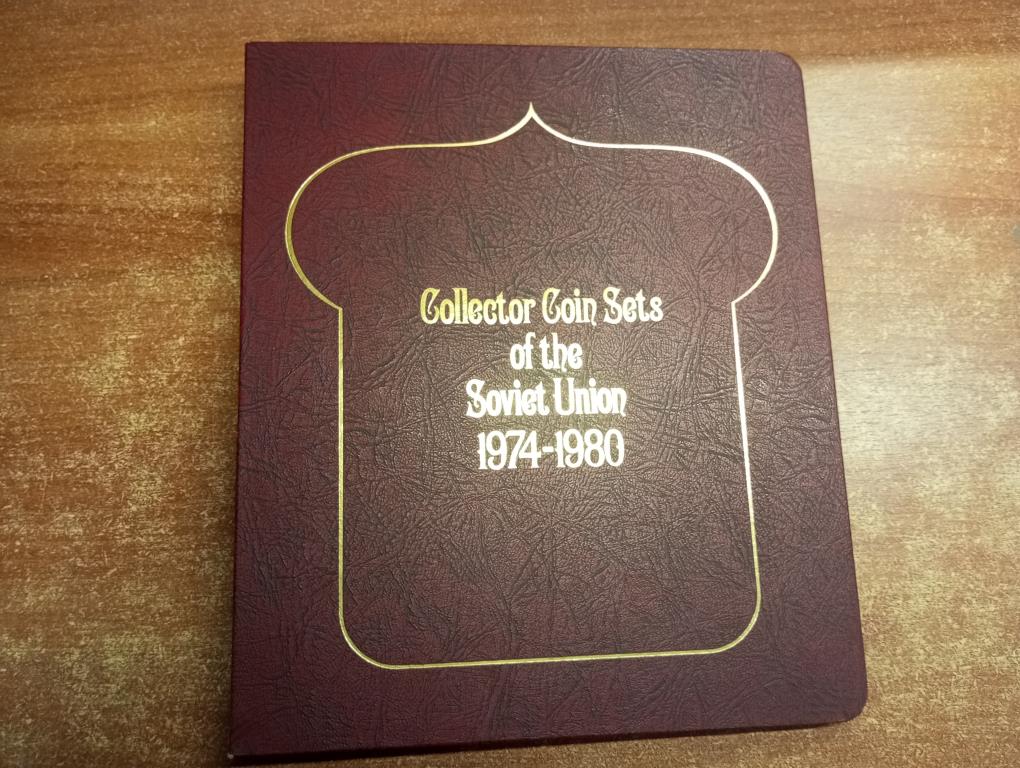 Collector Coin Sets
of the
Soviet Union
1974-1980